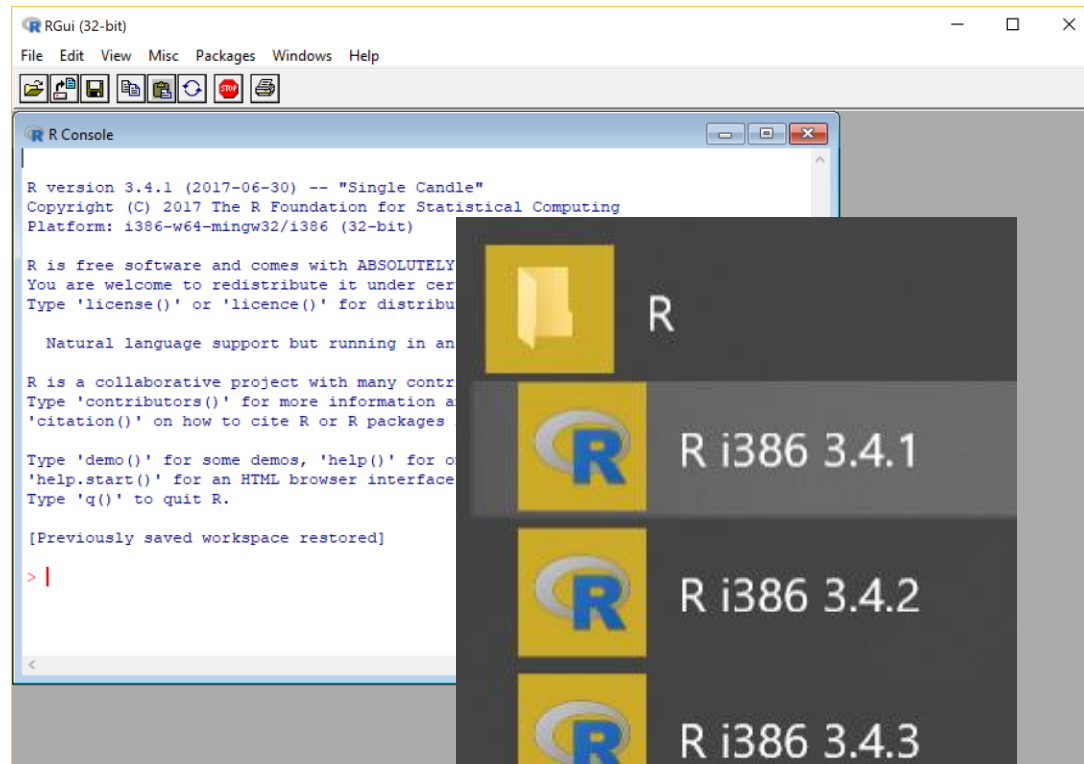 RGui (32-bit)
File Edit View Misc Packages Windows Help
STOP
R Console
R version 3.4.1 (2017-06-30) -- "Single Candle"
Copyright (C) 2017 The R Foundation for Statistical Computing
Platform: i386-w64-mingw32/i386 (32-bit)
R is free software and comes with ABSOLUTELY
You are welcome to redistribute it under cer
Type 'license()' or 'licence()' for distribu
Natural language support but running in an
R is a collaborative project with many contr
Type 'contributors()' for more information a
'citation()' on how to cite R or R packages
Type 'demo()' for some demos, 'help()' for o
'help.start()' for an HTML browser interface
Type 'q()' to quit R.
[Previously saved workspace restored]
>
R
R i386 3.4.1
R i386 3.4.2
R i386 3.4.3